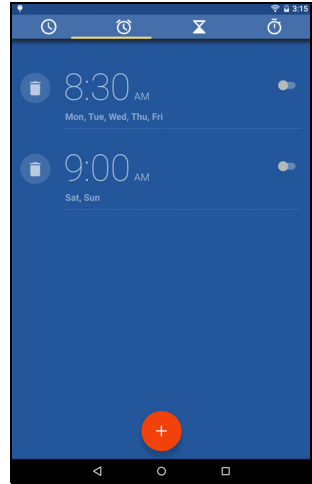 3:15
8:30 AM
Mon, Tue, Wed, Thu, Fri
9:00 AM
Sat, Sun